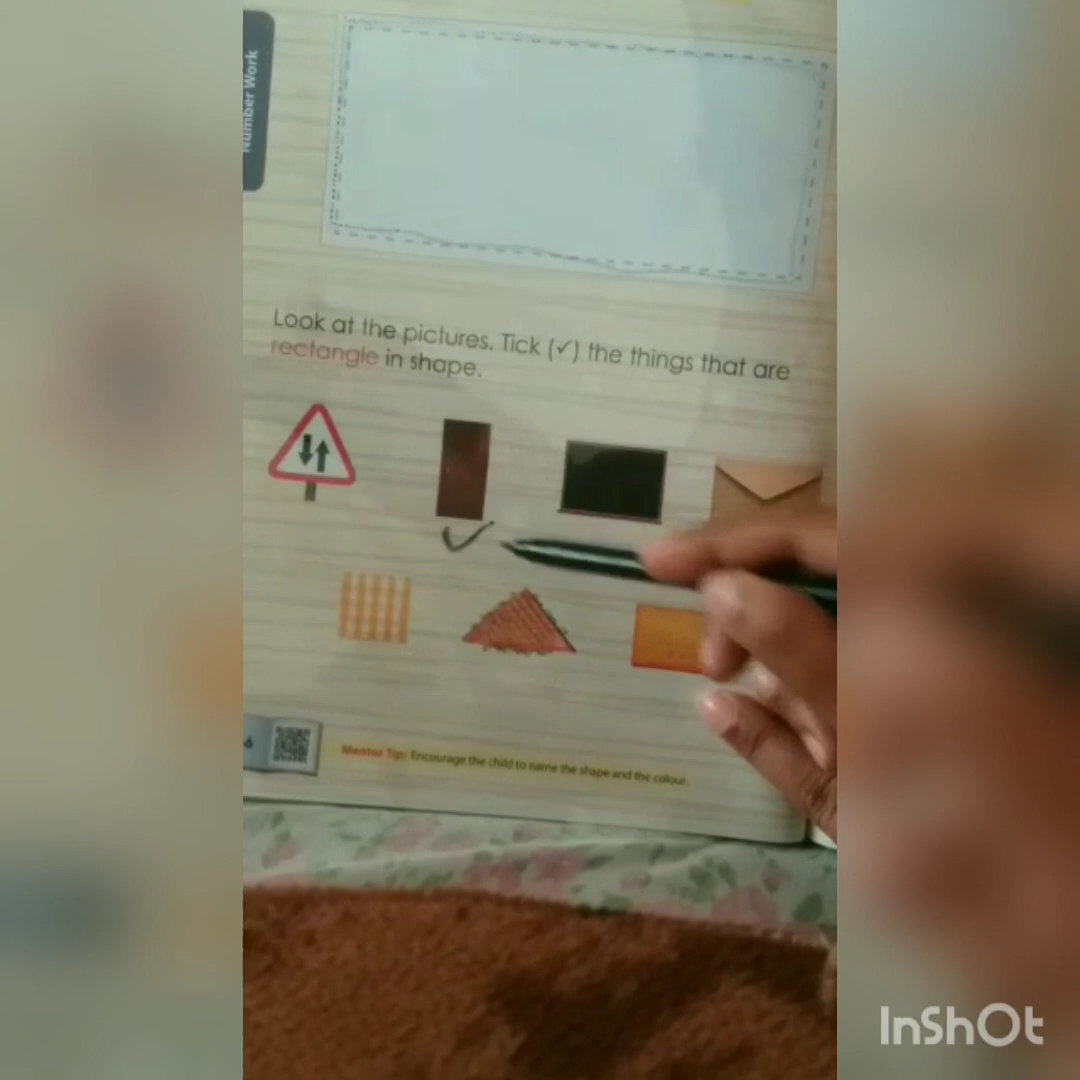 Number Work
Look at the pictures. Tick (✓) the things that are
rectangle in shape.
6
Mentor Tip: Encourage the child to name the shape and the colour.
InShOt